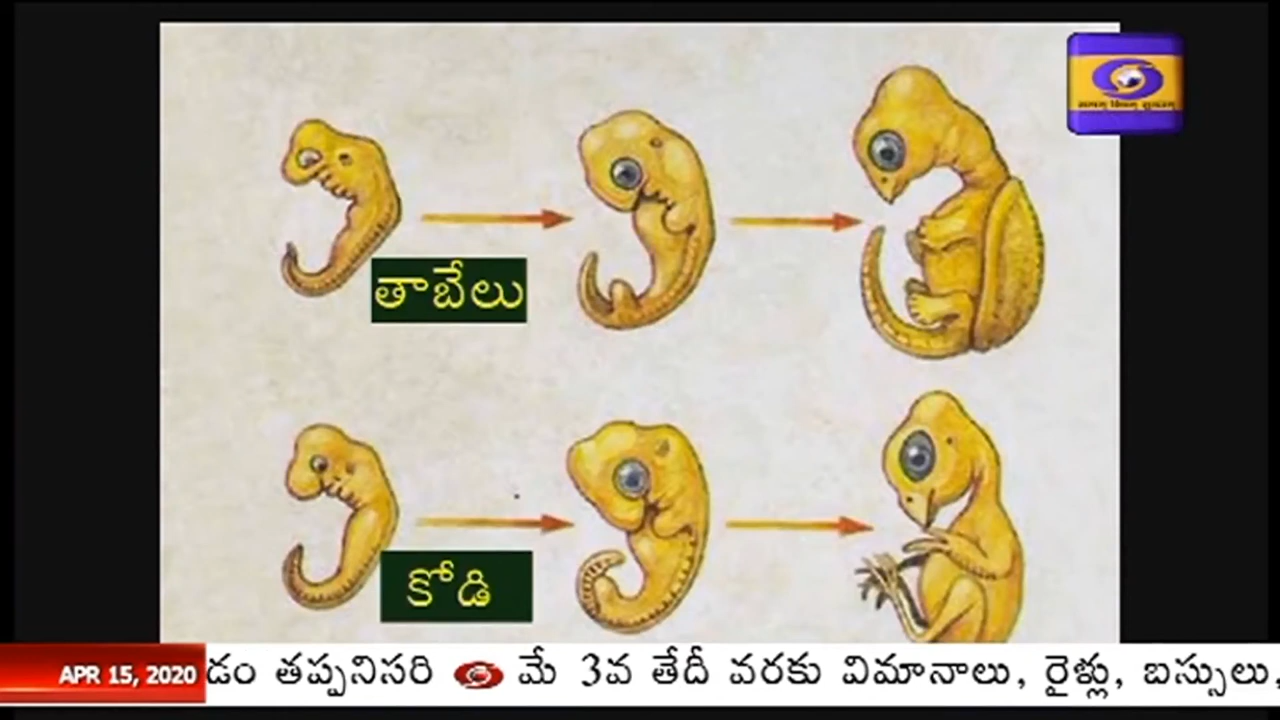 తాబేలు
కోడి
APR 15, 2020
డం తప్పనిసరి మే 3వ తేదీ వరకు విమానాలు, రైళ్లు, బస్సులు,